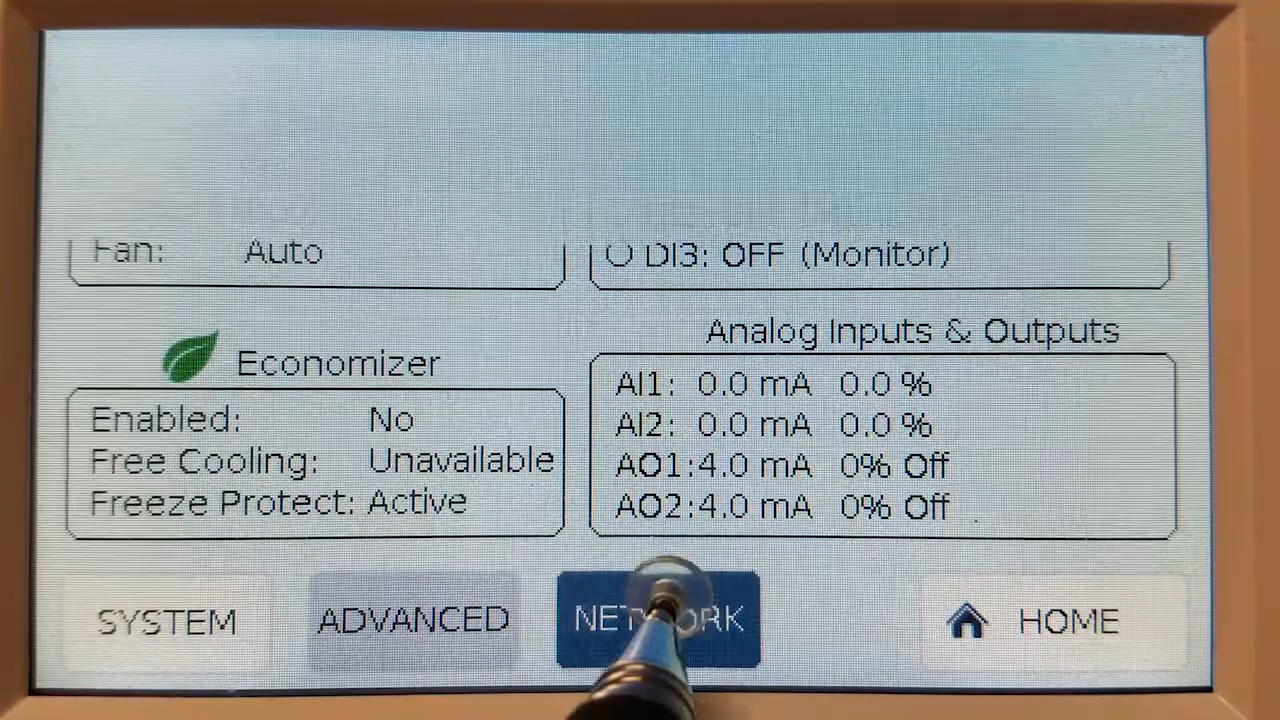 Fan: Auto
DI3: OFF (Monitor)
Economizer
Enabled: No
Free Cooling: Unavailable
Freeze Protect: Active
Analog Inputs & Outputs
AI1: 0.0 mA 0.0 %
AI2: 0.0 mA 0.0 %
AO1:4.0 mA 0% Off
AO2:4.0 mA 0% Off
SYSTEM
ADVANCED
NETWORK
HOME